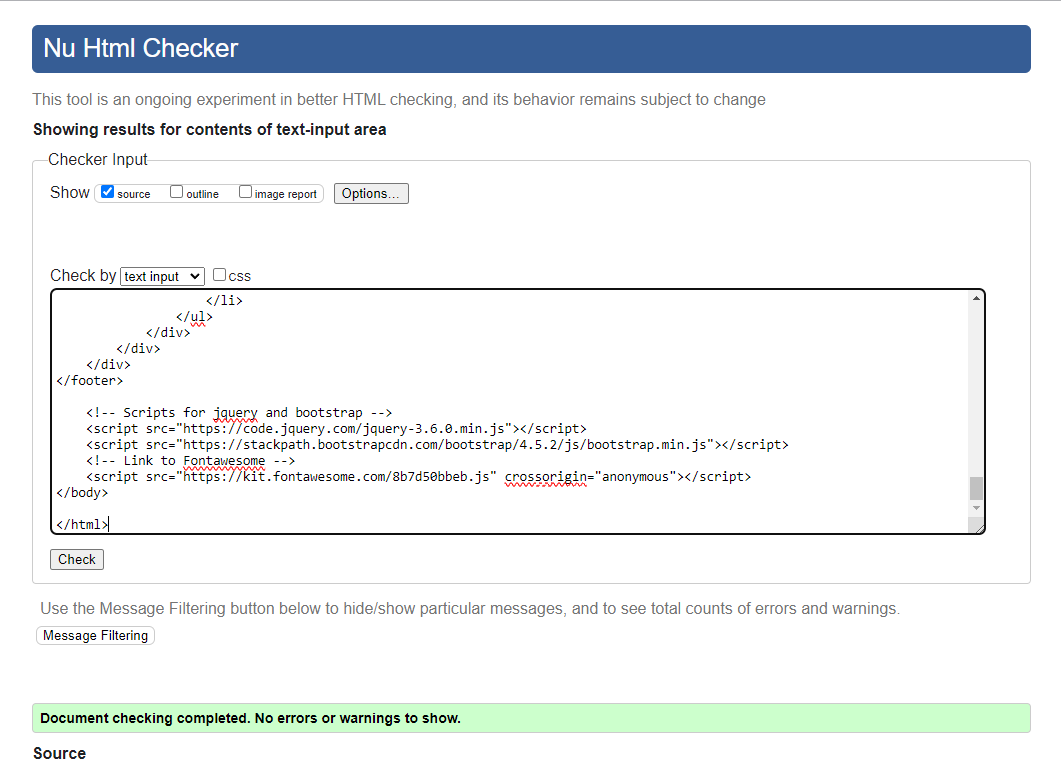 Nu Html Checker
This tool is an ongoing experiment in better HTML checking, and its behavior remains subject to change
Showing results for contents of text-input area
Checker Input
Show source outline image report Options...
Check by text input css
</li>
</ul>
</div>
</div>
</div>
</footer>
<!-- Scripts for jquery and bootstrap -->
<script src="https://code.jquery.com/jquery-3.6.0.min.js"></script>
<script src="https://stackpath.bootstrapcdn.com/bootstrap/4.5.2/js/bootstrap.min.js"></script>
<!-- Link to Fontawesome -->
<script src="https://kit.fontawesome.com/8b7d50bbeb.js" crossorigin="anonymous"></script>
</body>
</html>
Check
Use the Message Filtering button below to hide/show particular messages, and to see total counts of errors and warnings.
Message Filtering
Document checking completed. No errors or warnings to show.
Source